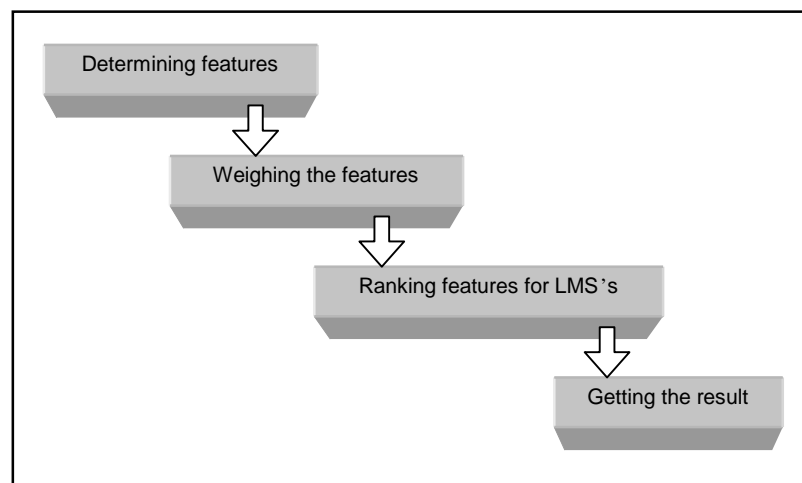 Determining features
Weighing the features
Ranking features for LMS's
Getting the result